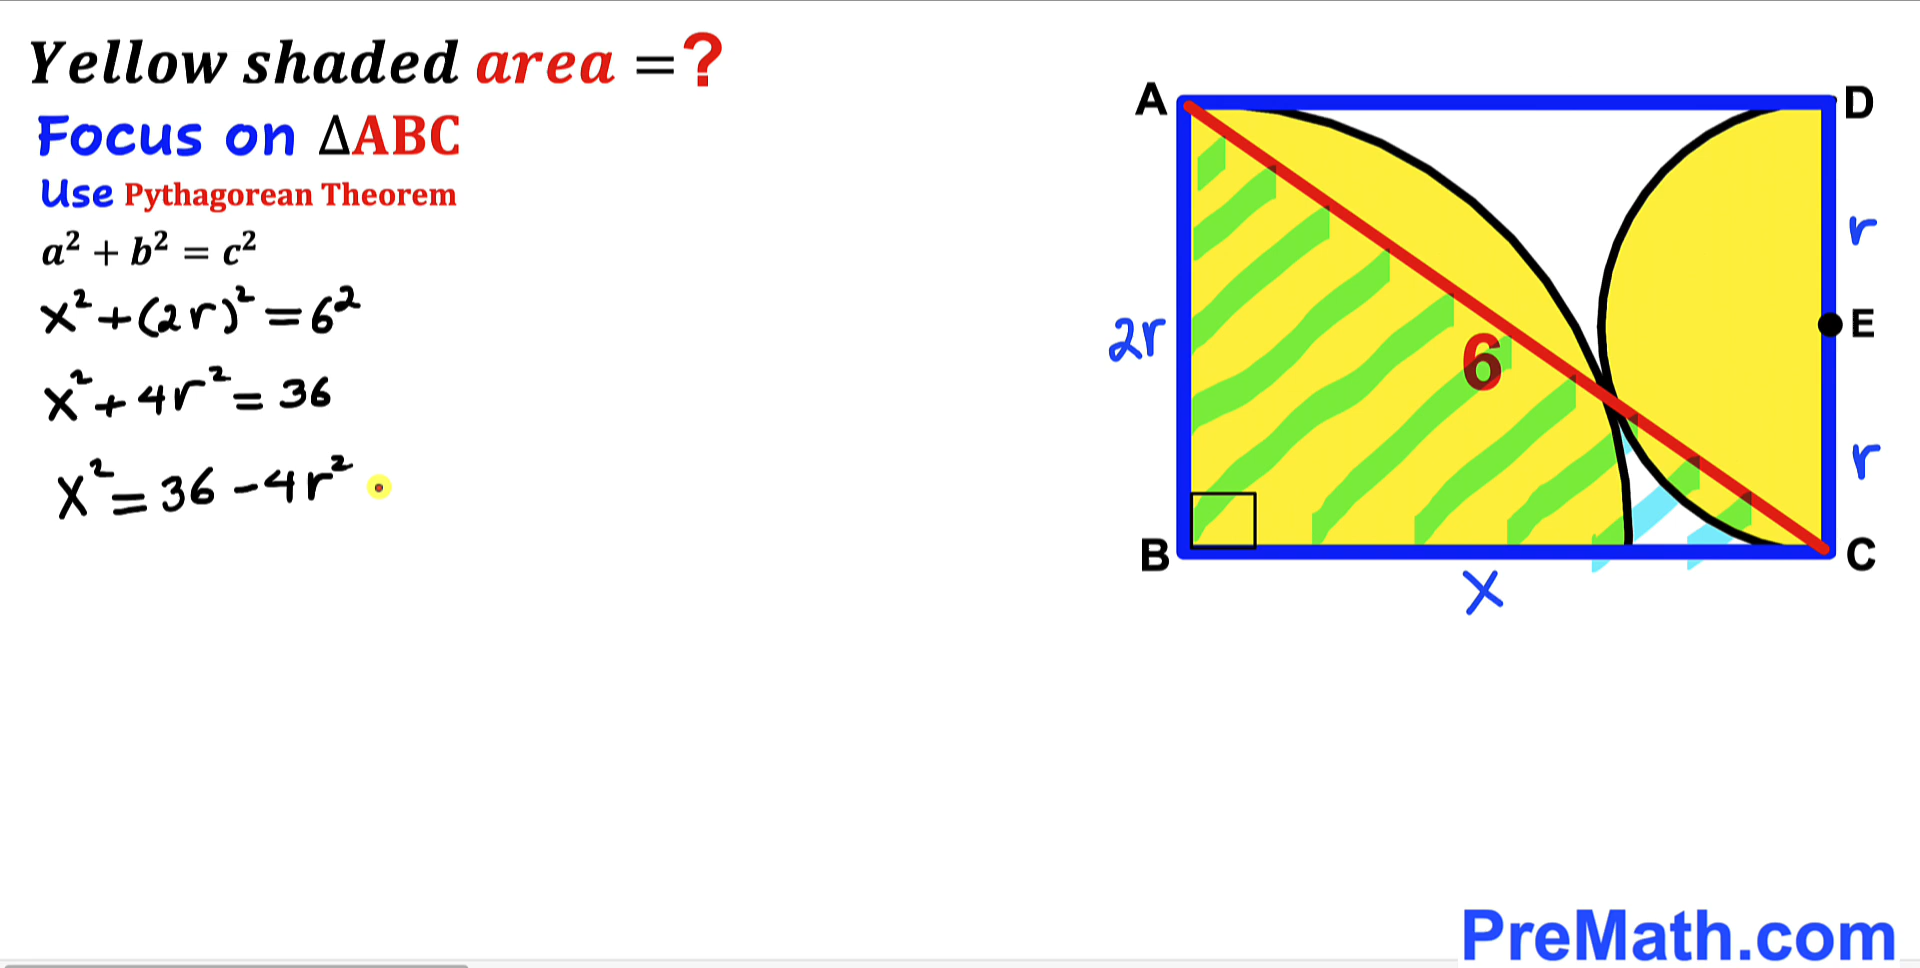 Yellow shaded area =?
Focus on ΔABC
Use Pythagorean Theorem
a² + b² = c²
x² + (2r)² = 6²
x² + 4r² = 36
x² = 36 - 4r²
A
D
r
E
2r
6
r
B
C
x
PreMath.com